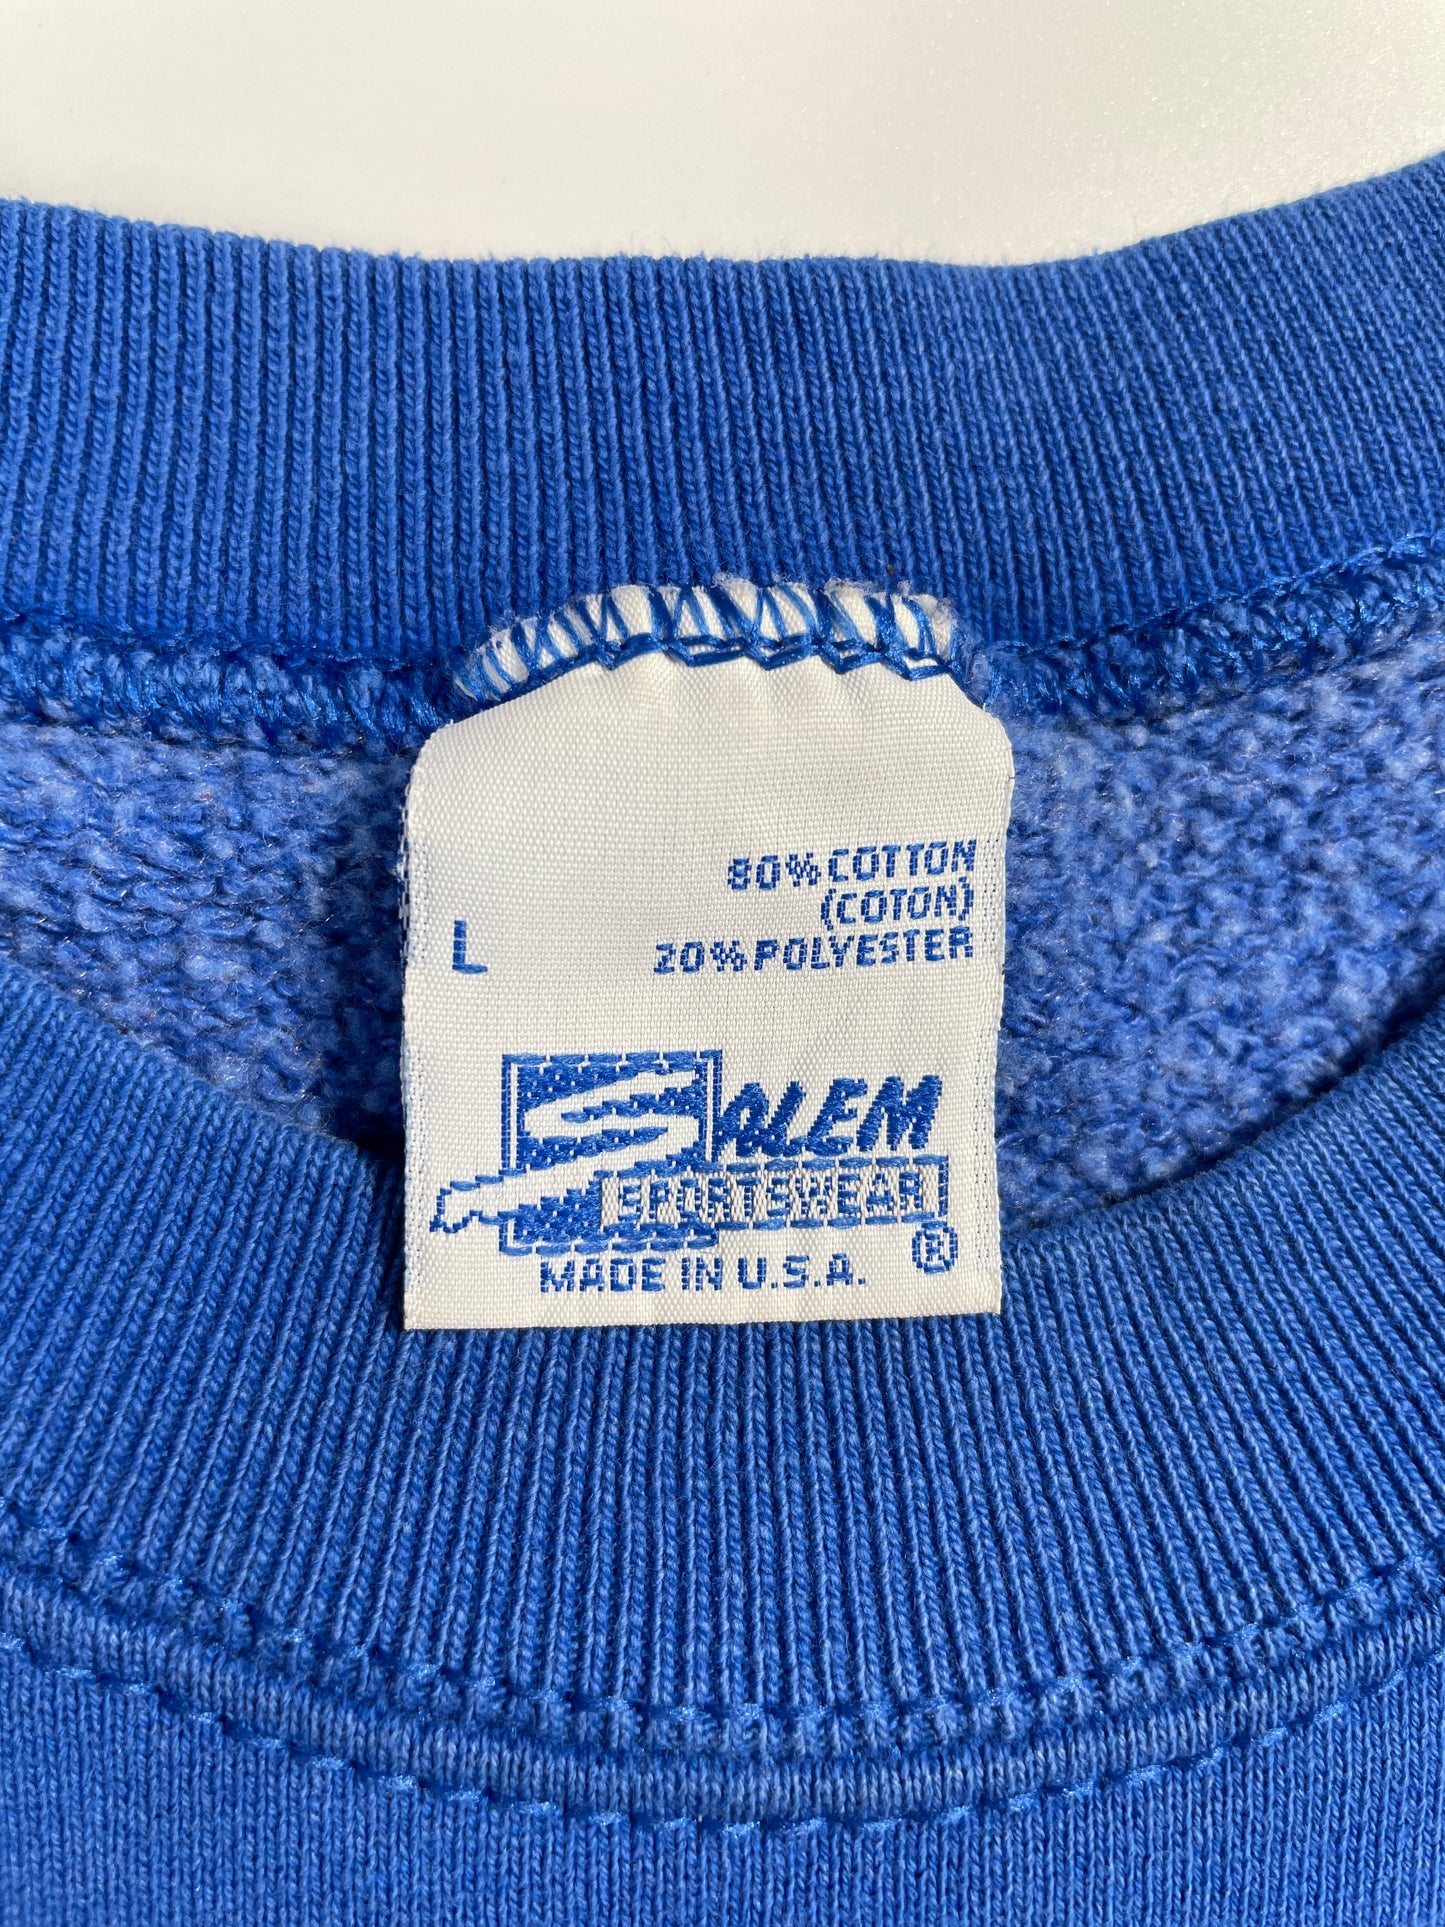 80% COTTON
(COTON)
20% POLYESTER
L
SALEM
SPORTSWEAR
®
MADE IN U.S.A.